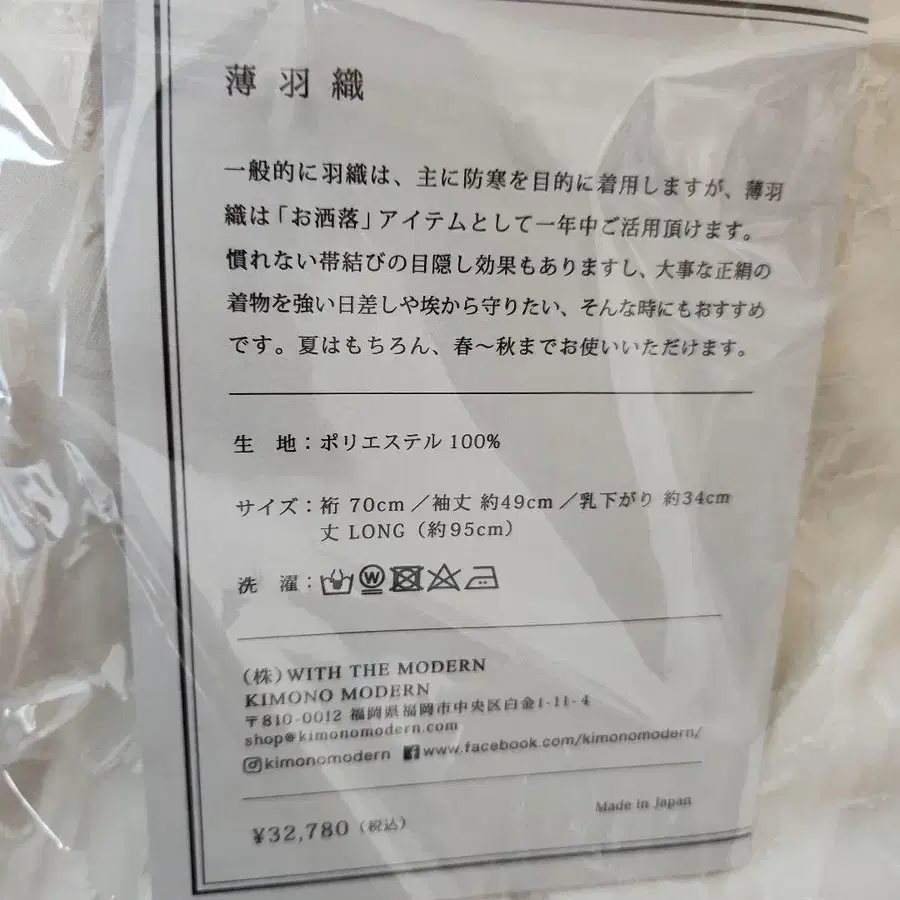 薄羽織
一般的に羽織は、主に防寒を目的に着用しますが、薄羽
織は「お洒落」アイテムとして一年中ご活用頂けます。
慣れない帯結びの目隠し効果もありますし、大事な正絹の
着物を強い日差しや埃から守りたい、そんな時にもおすすめ
です。夏はもちろん、春〜秋までお使いいただけます。
生 地：ポリエステル 100%
サイズ：裄 70cm／袖丈 約49cm／乳下がり 約34cm
丈 LONG（約95cm）
洗 濯：
（株）WITH THE MODERN
KIMONO MODERN
〒810-0012 福岡県福岡市中央区白金1-11-4
shop@kimonomodern.com
kimonomodern www.facebook.com/kimonomodern/
Made in Japan
¥32,780（税込）